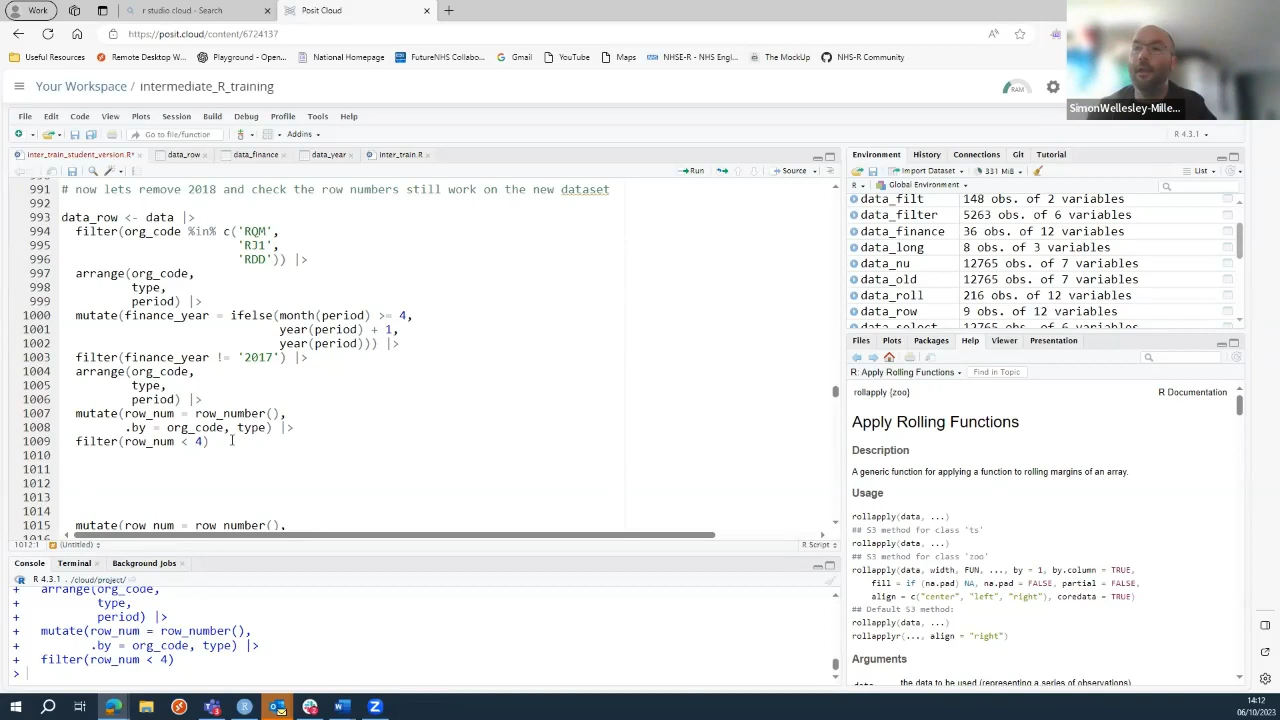 Work
r studio cloud - Search
Posit Cloud
https://posit.cloud/content/6724137
Useful Resources
Remote Desktop W...
Playground - Power...
National Homepage
FutureNHS Collabo...
Gmail
YouTube
Maps
NHSE-R - NHS Engl...
The MockUp
NHS-R Community
SimonWellesley-Mille...
Your Workspace / intermediate_R_training
RAM
File Edit Code View Plots Session Build Debug Profile Tools Help
Go to file/function
Addins
R 4.3.1
inter_train_student_version.R*
data_row
data_finance
data_year
inter_train.R
Run
Source
991 # now lets remove 2018 and check the row numbers still work on the new dataset
992
993 data_row <- data |>
994 filter(org_code %in% c('RQM',
995 'RJ1',
996 'RDD')) |>
997 arrange(org_code,
998 type,
999 period) |>
1000 mutate(finance_year = ifelse(month(period) >= 4,
1001 year(period) + 1,
1002 year(period))) |>
1003 filter(finance_year != '2017') |>
1004 arrange(org_code,
1005 type,
1006 period) |>
1007 mutate(row_num = row_number(),
1008 .by = org_code, type) |>
1009 filter(row_num < 4)
1010
1011
1012
1013
1014
1015 mutate(row_num = row_number(),
1016
1012:1
(Untitled)
R Script
Console Terminal Background Jobs
R 4.3.1 . /cloud/project/
+ arrange(org_code,
+ type,
+ period) |>
+ mutate(row_num = row_number(),
+ .by = org_code, type) |>
+ filter(row_num < 4)
>
Environment History Connections Git Tutorial
Import Dataset
331 MiB
List
R
Global Environment
data_filt 148 obs. of 2 variables
data_filter 5263 obs. of 6 variables
data_finance 36 obs. of 12 variables
data_long 8 obs. of 3 variables
data_nu 12765 obs. of 7 variables
data_old 12765 obs. of 7 variables
data_roll 216 obs. of 12 variables
data_row 9 obs. of 12 variables
data_select 12765 obs. of 6 variables
Files Plots Packages Help Viewer Presentation
R: Apply Rolling Functions
Find in Topic
rollapply {zoo}
R Documentation
Apply Rolling Functions
Description
A generic function for applying a function to rolling margins of an array.
Usage
rollapply(data, ...)
## S3 method for class 'ts'
rollapply(data, ...)
## S3 method for class 'zoo'
rollapply(data, width, FUN, ..., by = 1, by.column = TRUE,
fill = if (na.pad) NA, na.pad = FALSE, partial = FALSE,
align = c("center", "left", "right"), coredata = TRUE)
## Default S3 method:
rollapply(data, ...)
rollapplyr(..., align = "right")
Arguments
data the data to be used (representing a series of observations)
14:12
06/10/2023